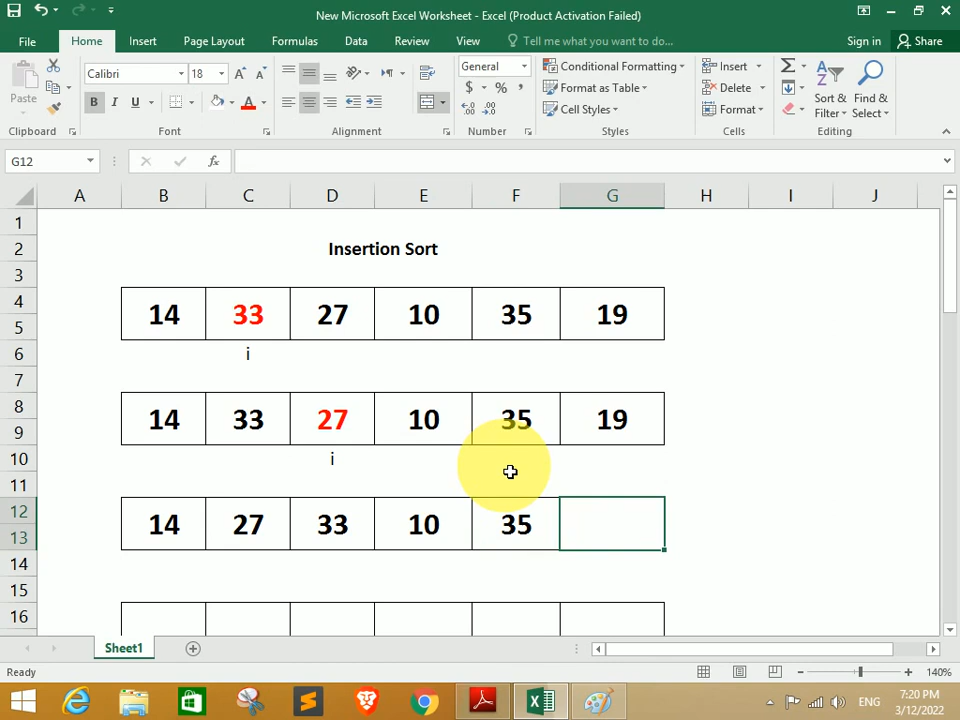 New Microsoft Excel Worksheet - Excel (Product Activation Failed)
File Home Insert Page Layout Formulas Data Review View Tell me what you want to do... Sign in Share
Paste
Calibri 18
B I U A
General
$ % ,
Conditional Formatting
Format as Table
Cell Styles
Insert
Delete
Format
Sort & Filter
Find & Select
Clipboard Font Alignment Number Styles Cells Editing
G12 fx
A B C D E F G H I J
1
2 Insertion Sort
3
4 14 33 27 10 35 19
5
6 i
7
8 14 33 27 10 35 19
9
10 i
11
12 14 27 33 10 35
13
14
15
16
Sheet1
Ready 140%
ENG 7:20 PM
3/12/2022